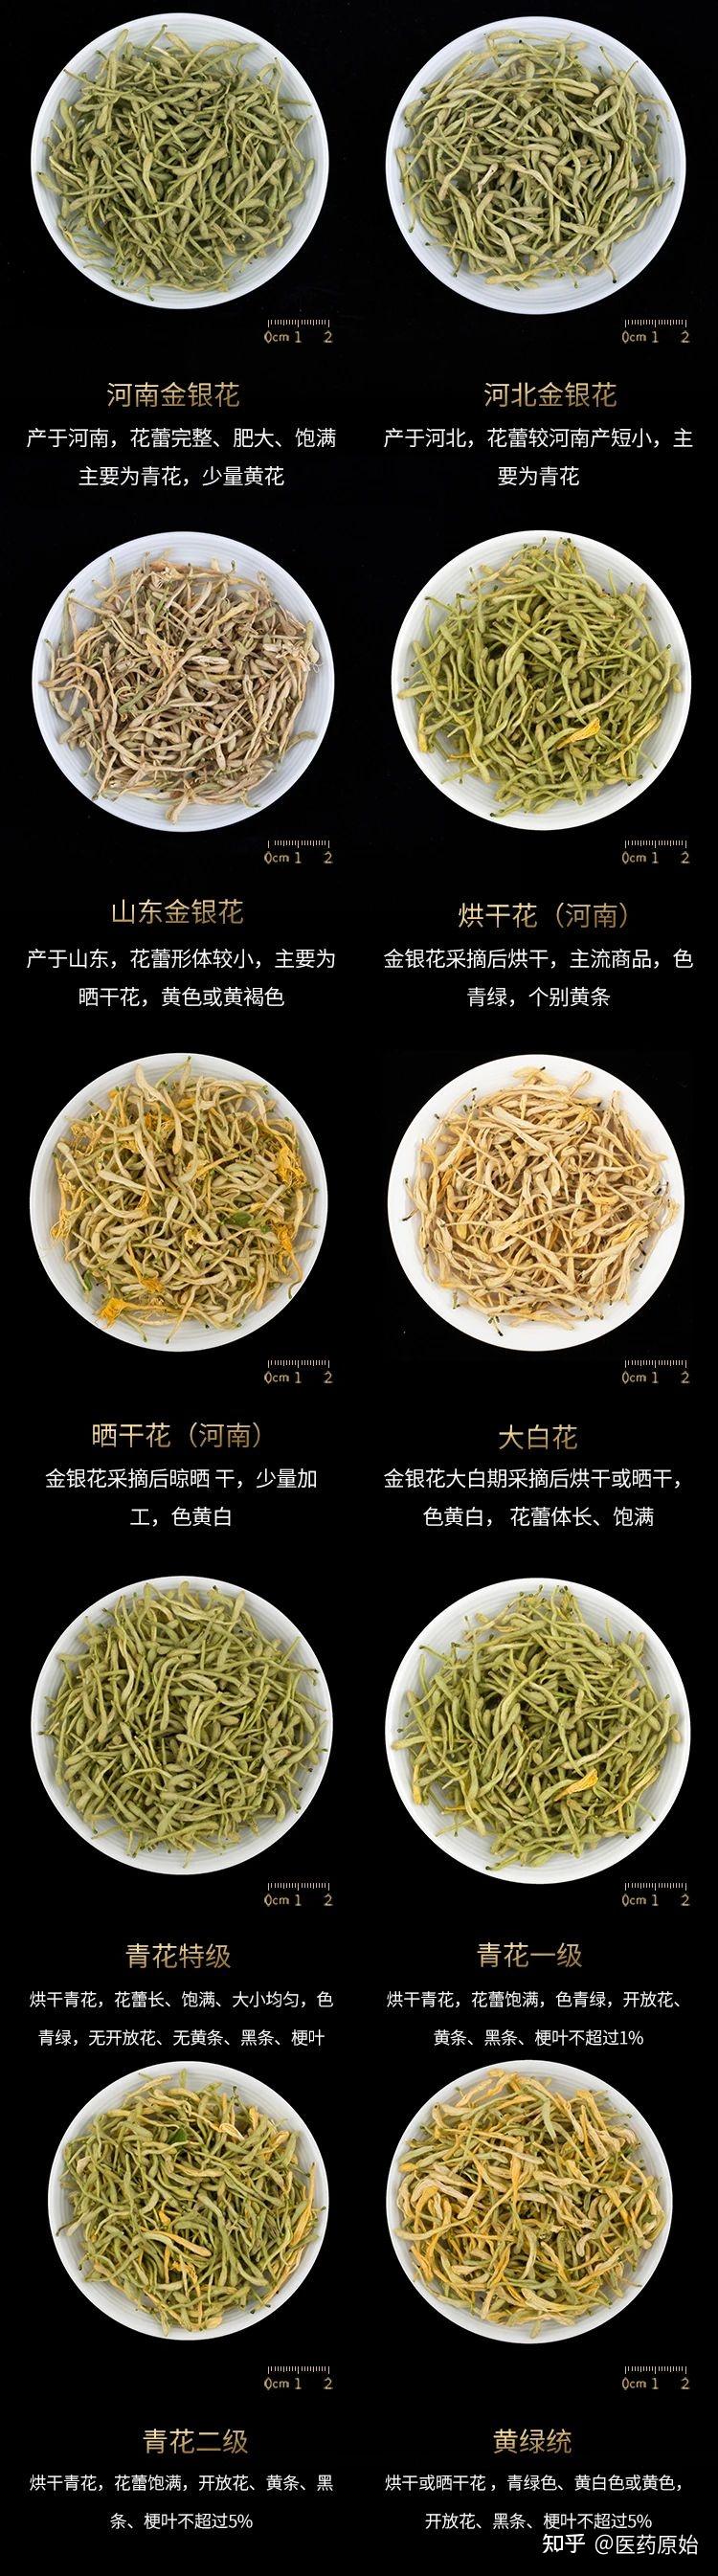 0cm 1 2
0cm 1 2
河南金银花
产于河南，花蕾完整、肥大、饱满
主要为青花，少量黄花
河北金银花
产于河北，花蕾较河南产短小，主
要为青花
0cm 1 2
0cm 1 2
山东金银花
产于山东，花蕾形体较小，主要为
晒干花，黄色或黄褐色
烘干花（河南）
金银花采摘后烘干，主流商品，色
青绿，个别黄条
0cm 1 2
0cm 1 2
晒干花（河南）
金银花采摘后晾晒 干，少量加
工，色黄白
大白花
金银花大白期采摘后烘干或晒干，
色黄白， 花蕾体长、饱满
0cm 1 2
0cm 1 2
青花特级
烘干青花，花蕾长、饱满、大小均匀，色
青绿，无开放花、无黄条、黑条、梗叶
青花一级
烘干青花，花蕾饱满，色青绿，开放花、
黄条、黑条、梗叶不超过1%
0cm 1 2
0cm 1 2
青花二级
烘干青花，花蕾饱满，开放花、黄条、黑
条、梗叶不超过5%
黄绿统
烘干或晒干花 ，青绿色、黄白色或黄色，
开放花、黑条、梗叶不超过5%
知乎 @医药原始